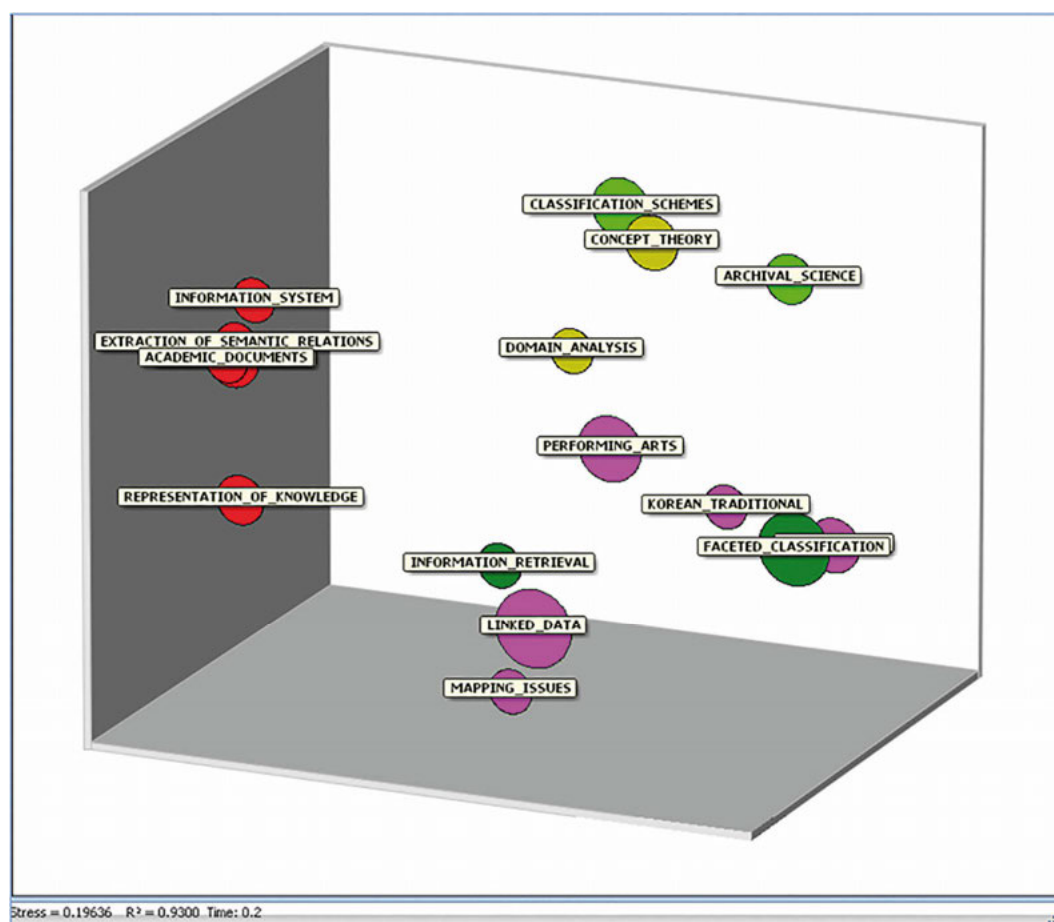 CLASSIFICATION_SCHEMES
CONCEPT_THEORY
ARCHIVAL_SCIENCE
INFORMATION_SYSTEM
EXTRACTION_OF_SEMANTIC_RELATIONS
ACADEMIC_DOCUMENTS
DOMAIN_ANALYSIS
PERFORMING_ARTS
REPRESENTATION_OF_KNOWLEDGE
KOREAN_TRADITIONAL
FACETED_CLASSIFICATION
INFORMATION_RETRIEVAL
LINKED_DATA
MAPPING_ISSUES
Stress = 0.19636 R² = 0.9300 Time: 0.2